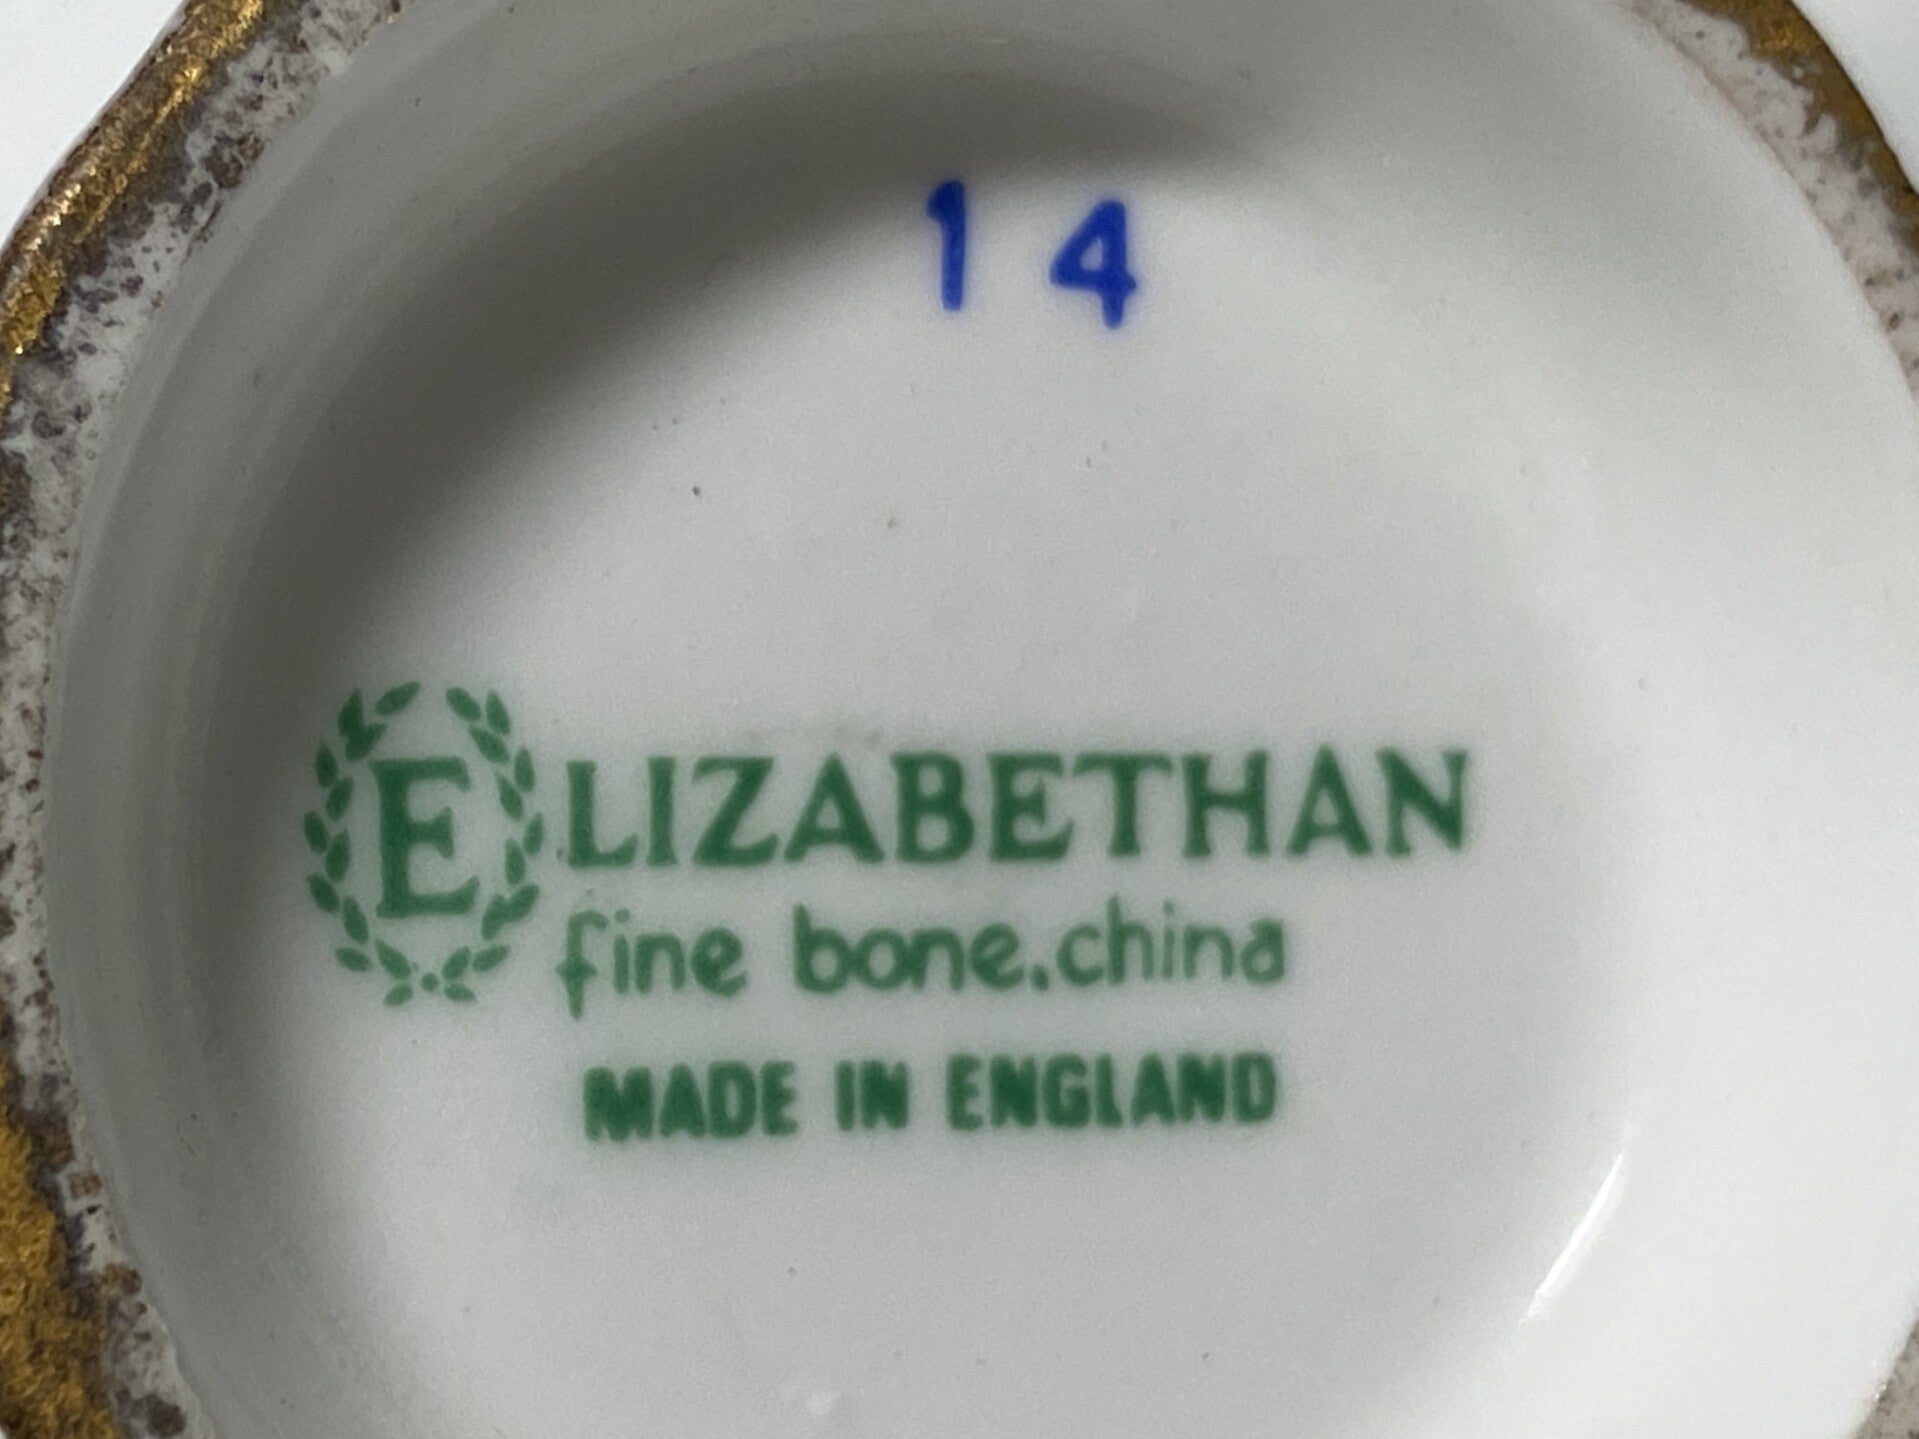 14
ELIZABETHAN
fine bone.china
MADE IN ENGLAND